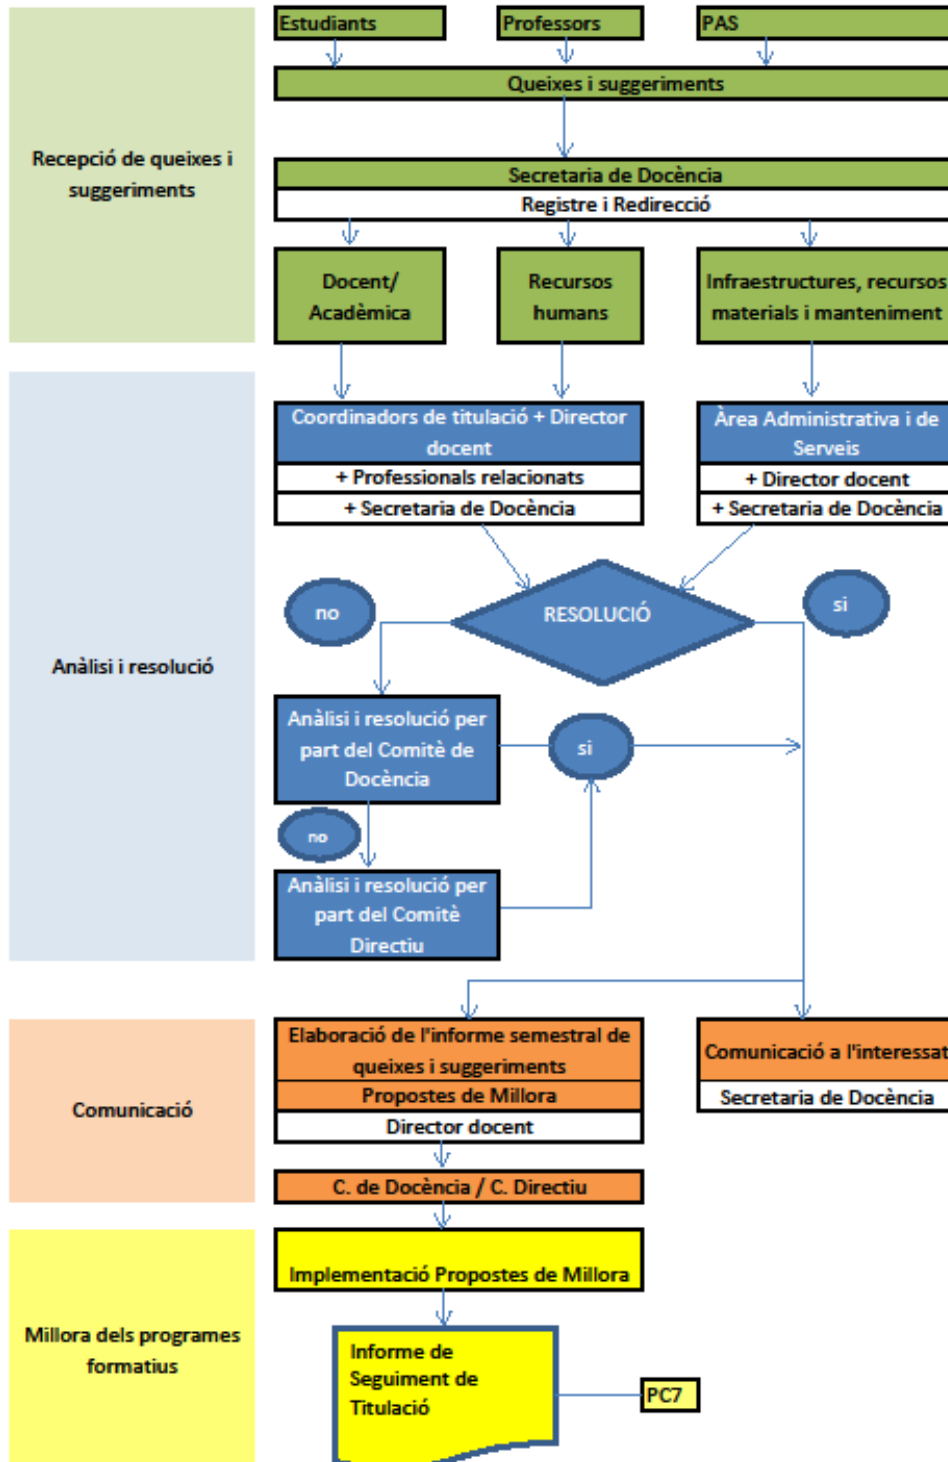 Estudiants
Professors
PAS
Queixes i suggeriments
Recepció de queixes i
suggeriments
Secretaria de Docència
Registre i Redirecció
Docent/
Acadèmica
Recursos
humans
Infraestructures, recursos
materials i manteniment
Anàlisi i resolució
Coordinadors de titulació + Director
docent
+ Professionals relacionats
+ Secretaria de Docència
Àrea Administrativa i de
Serveis
+ Director docent
+ Secretaria de Docència
no
RESOLUCIÓ
si
Anàlisi i resolució per
part del Comitè de
Docència
si
no
Anàlisi i resolució per
part del Comitè
Directiu
Comunicació
Elaboració de l'informe semestral de
queixes i suggeriments
Propostes de Millora
Director docent
Comunicació a l'interessat
Secretaria de Docència
C. de Docència / C. Directiu
Millora dels programes
formatius
Implementació Propostes de Millora
Informe de
Seguiment de
Titulació
PC7